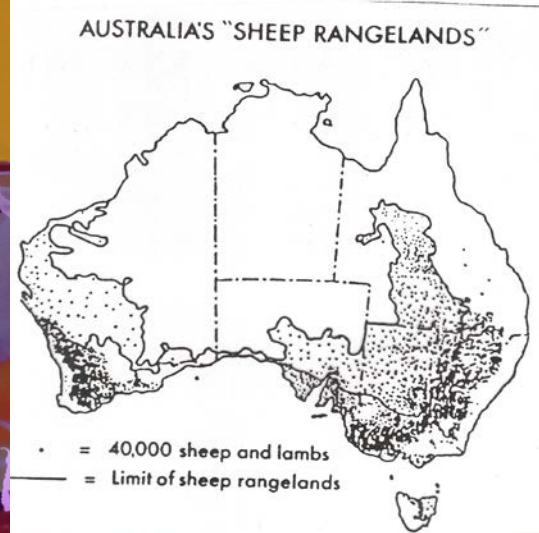 AUSTRALIA'S "SHEEP RANGELANDS"
. = 40,000 sheep and lambs
— = Limit of sheep rangelands